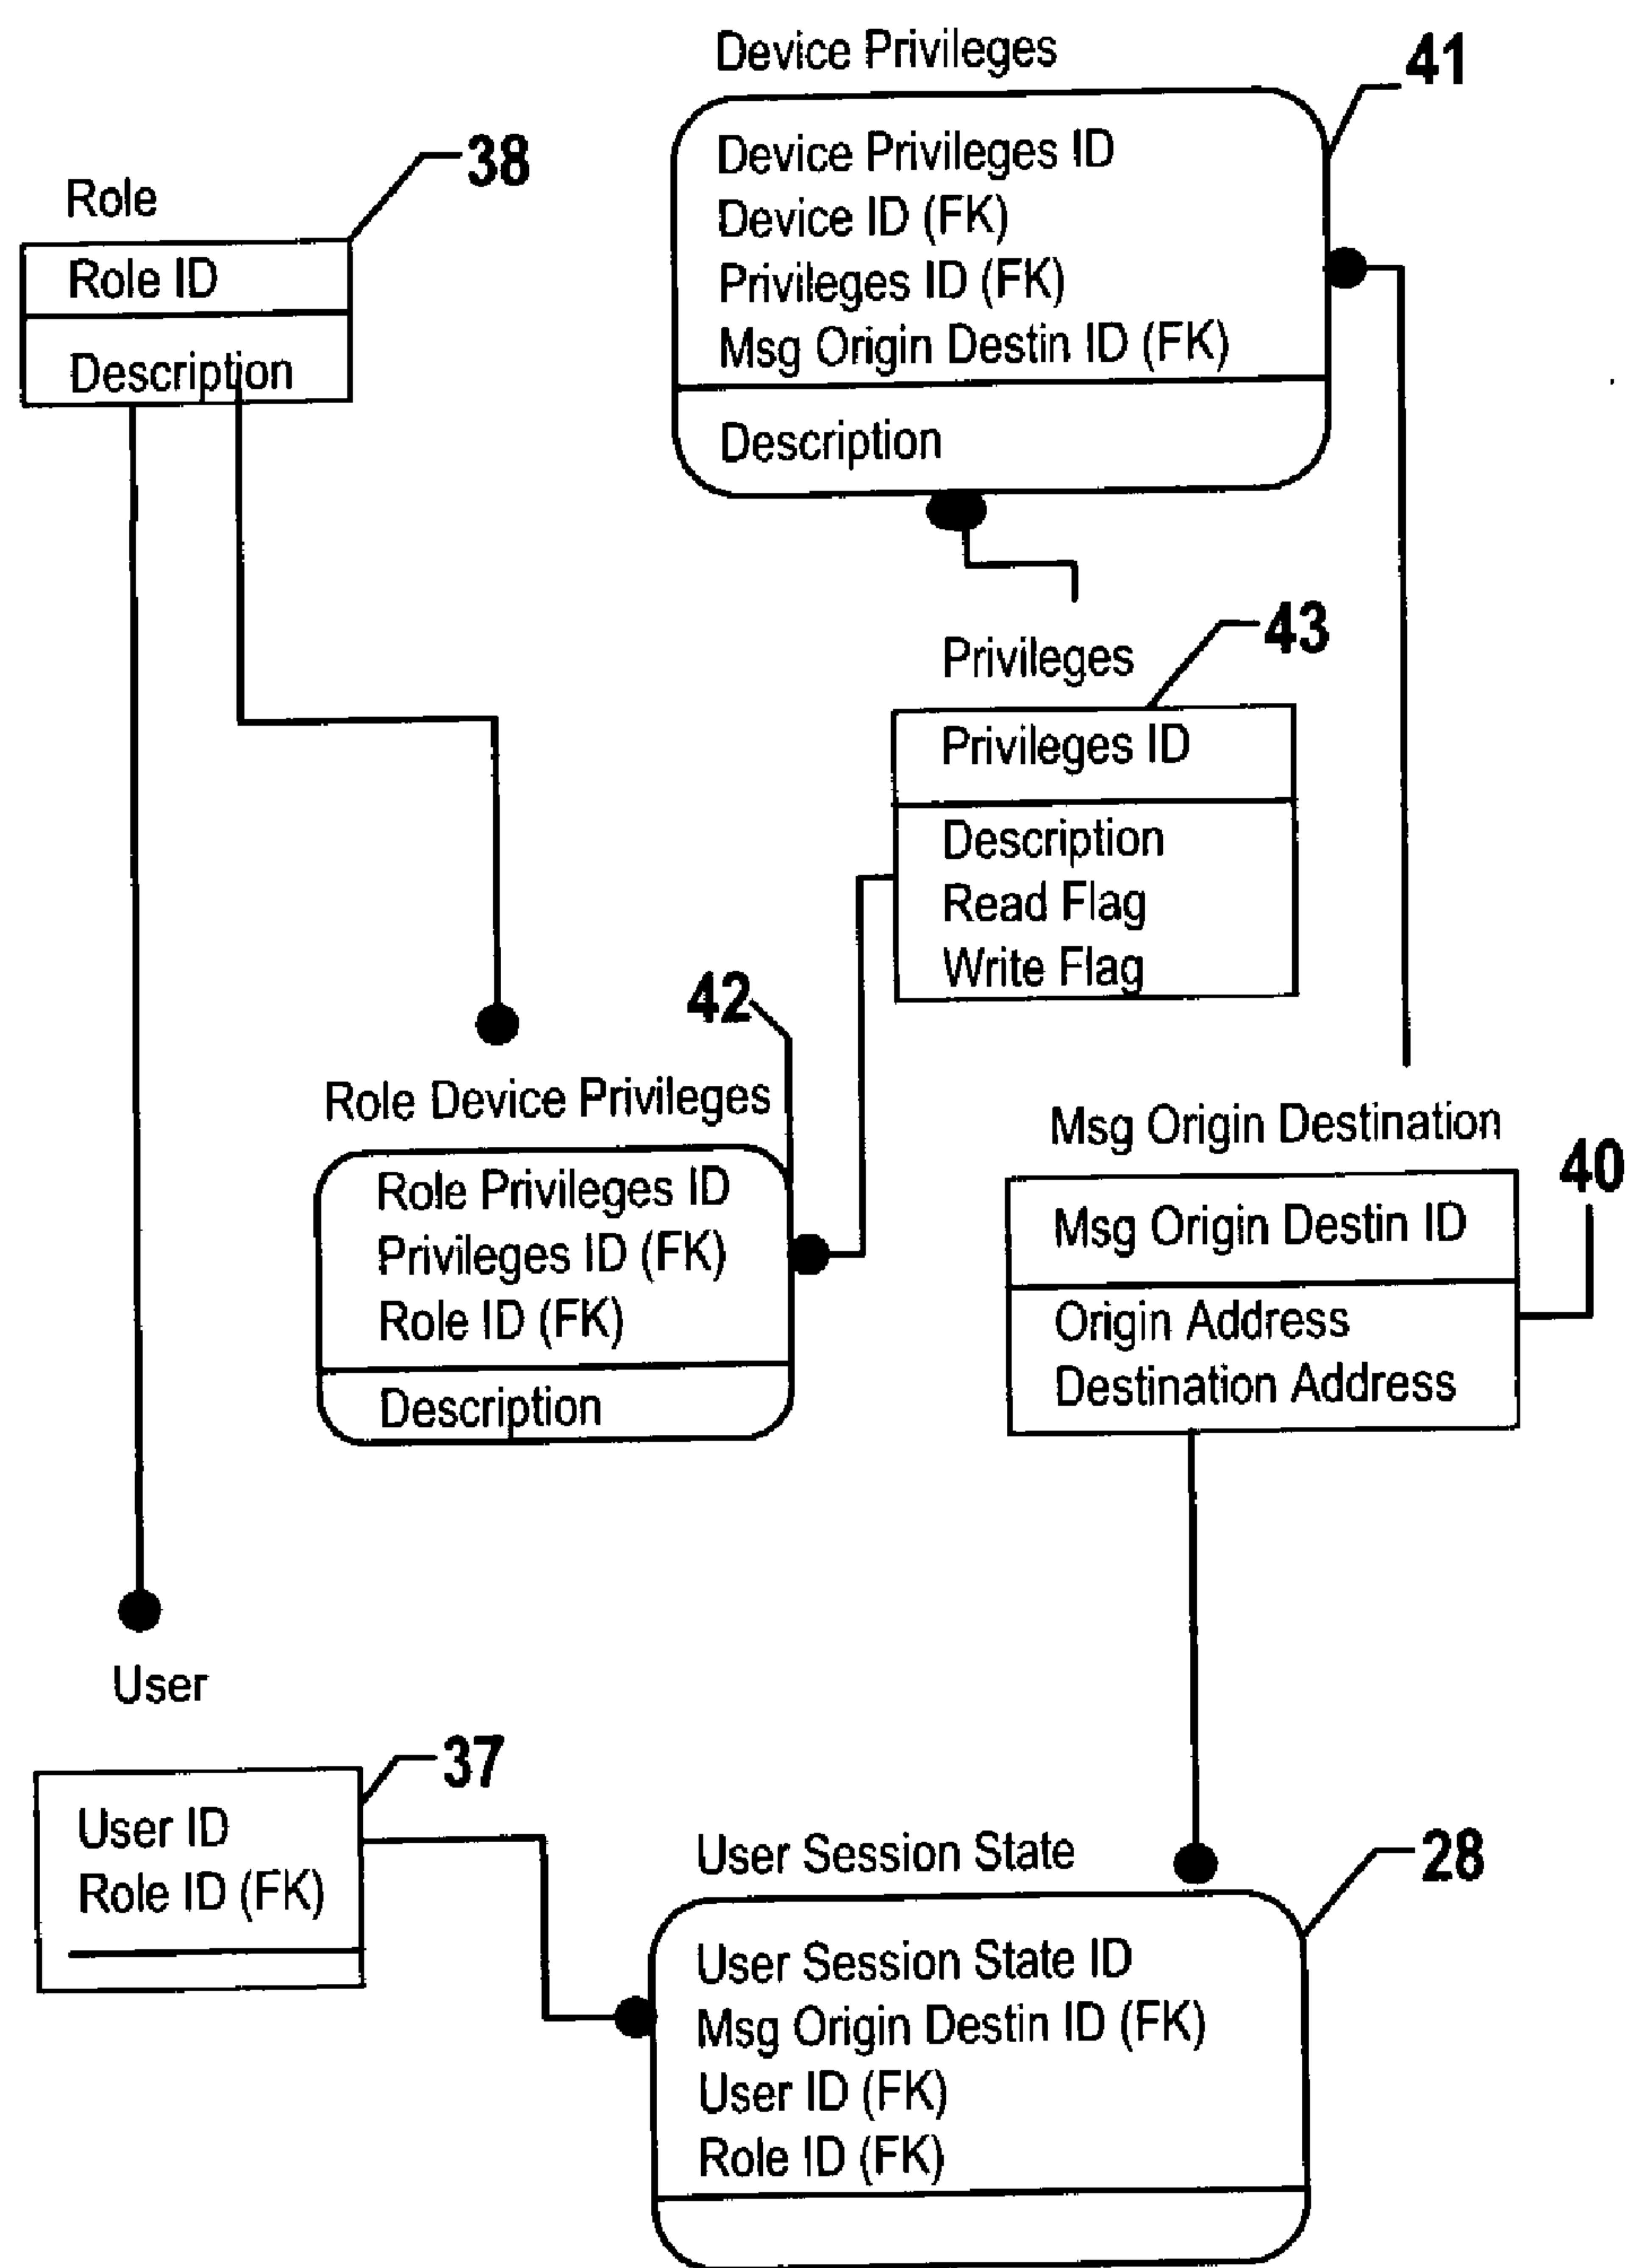 Device Privileges
41
Device Privileges ID
Device ID (FK)
Privileges ID (FK)
Msg Origin Destin ID (FK)
Description
38
Role
Role ID
Description
43
Privileges
Privileges ID
Description
Read Flag
Write Flag
42
Role Device Privileges
Role Privileges ID
Privileges ID (FK)
Role ID (FK)
Description
Msg Origin Destination
40
Msg Origin Destin ID
Origin Address
Destination Address
User
37
User ID
Role ID (FK)
User Session State
28
User Session State ID
Msg Origin Destin ID (FK)
User ID (FK)
Role ID (FK)